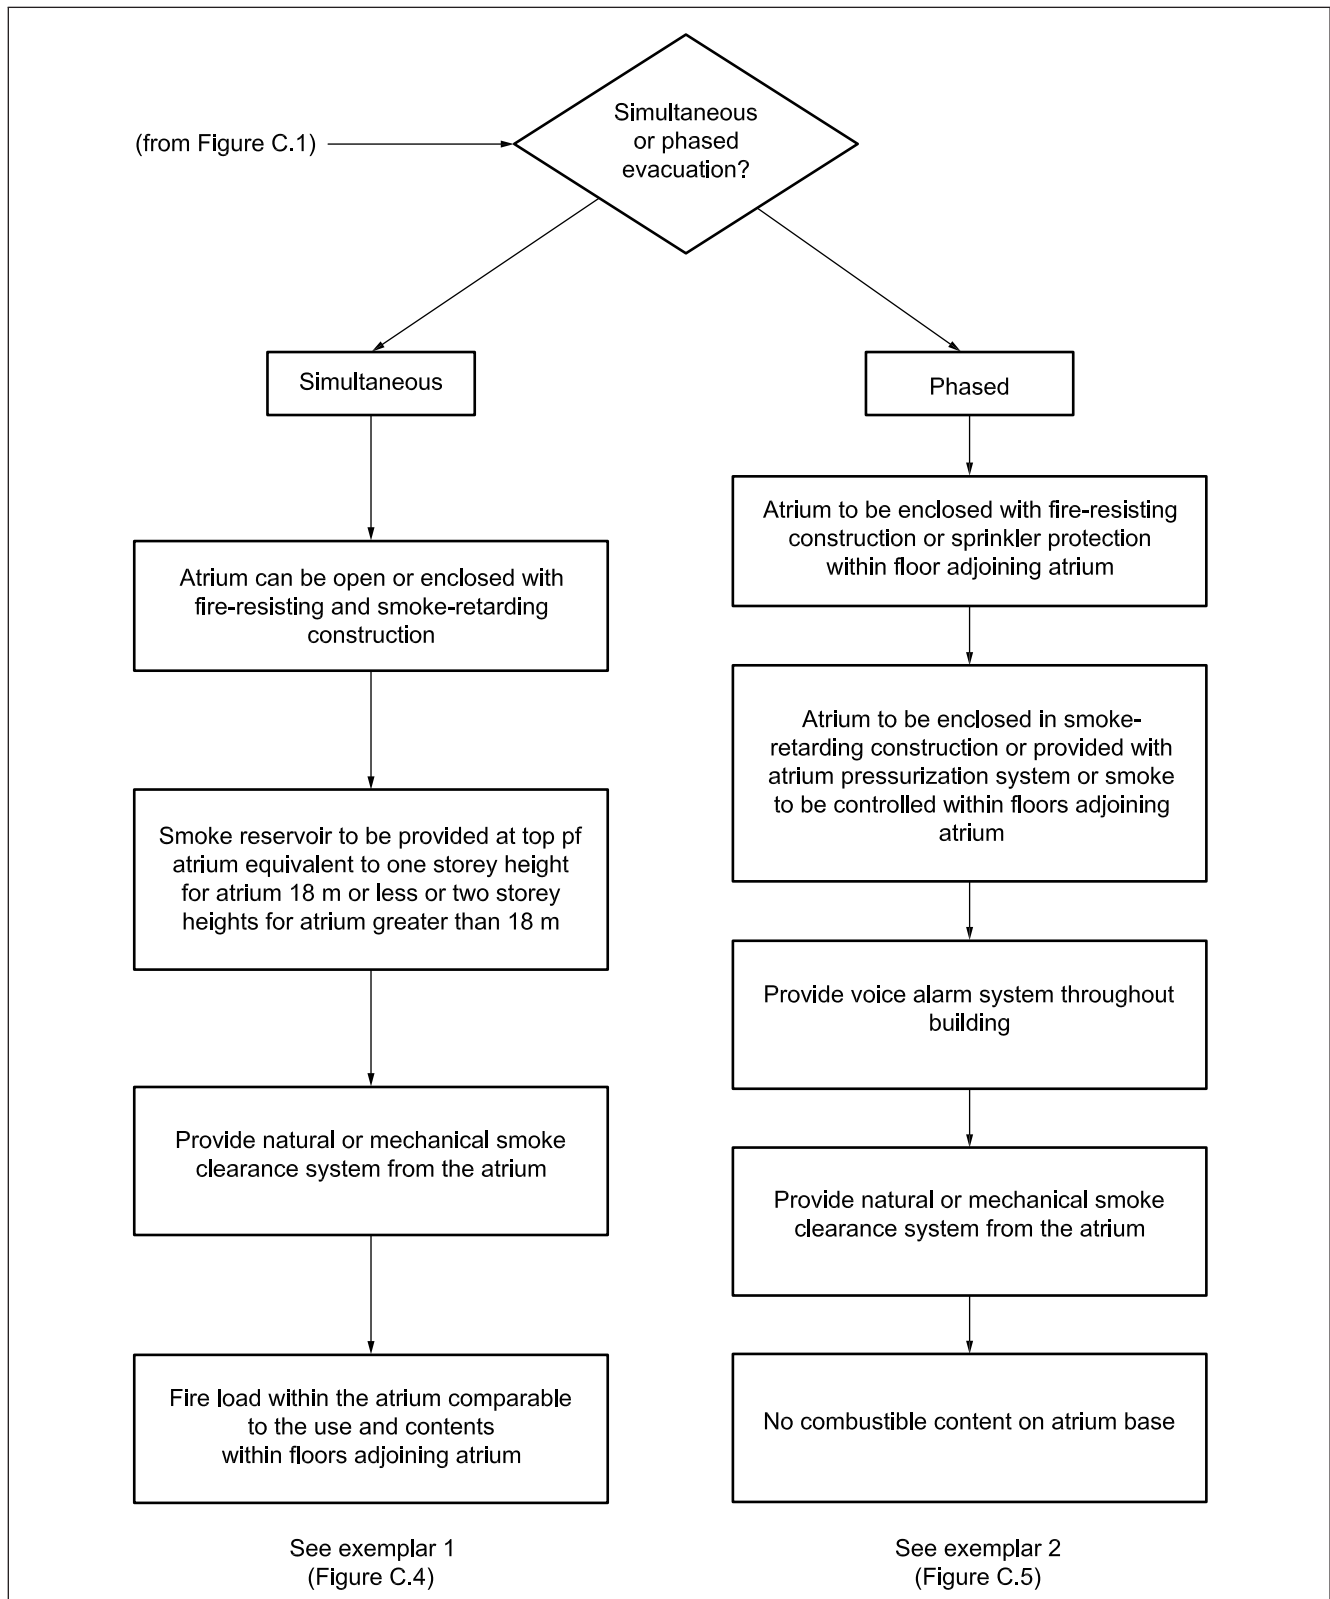 Simultaneous
or phased
evacuation?
(from Figure C.1)
Simultaneous
Atrium can be open or enclosed with
fire-resisting and smoke-retarding
construction
Smoke reservoir to be provided at top pf
atrium equivalent to one storey height
for atrium 18 m or less or two storey
heights for atrium greater than 18 m
Provide natural or mechanical smoke
clearance system from the atrium
Fire load within the atrium comparable
to the use and contents
within floors adjoining atrium
See exemplar 1
(Figure C.4)
Phased
Atrium to be enclosed with fire-resisting
construction or sprinkler protection
within floor adjoining atrium
Atrium to be enclosed in smoke-
retarding construction or provided with
atrium pressurization system or smoke
to be controlled within floors adjoining
atrium
Provide voice alarm system throughout
building
Provide natural or mechanical smoke
clearance system from the atrium
No combustible content on atrium base
See exemplar 2
(Figure C.5)